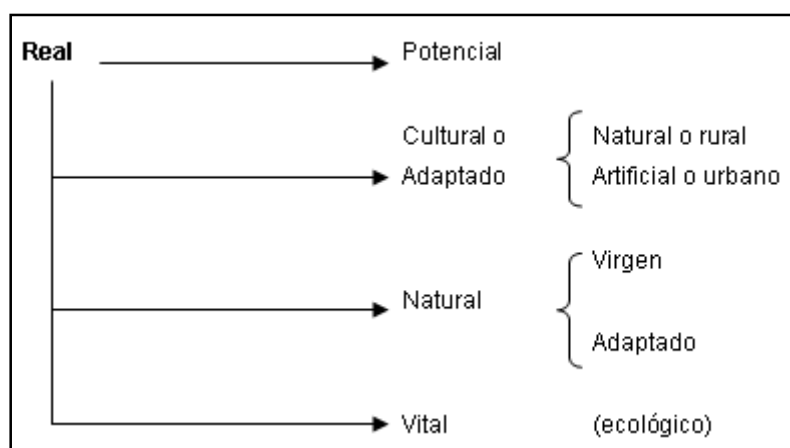 Real Potencial
Cultural o Natural o rural
Adaptado Artificial o urbano
Virgen
Natural
Adaptado
Vital (ecológico)